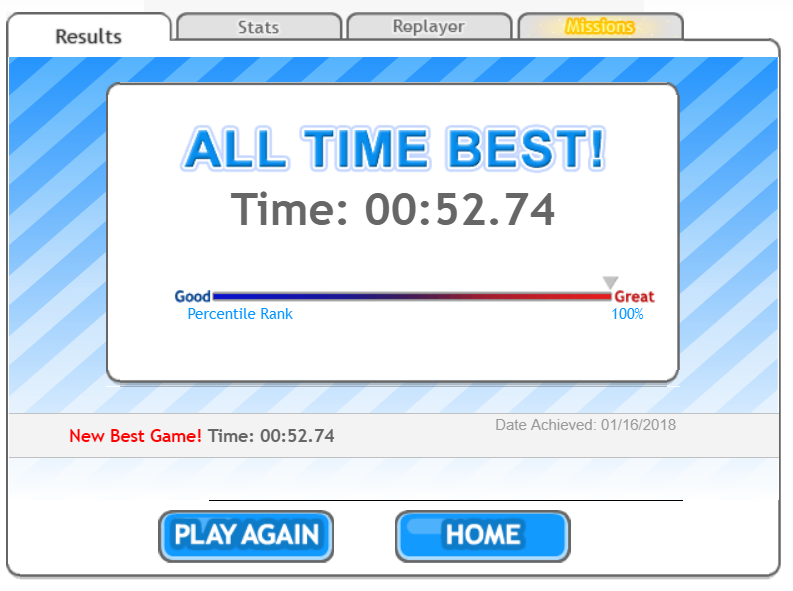 Results
Stats
Replayer
Missions
ALL TIME BEST!
Time: 00:52.74
Good
Great
Percentile Rank
100%
New Best Game! Time: 00:52.74
Date Achieved: 01/16/2018
PLAY AGAIN
HOME